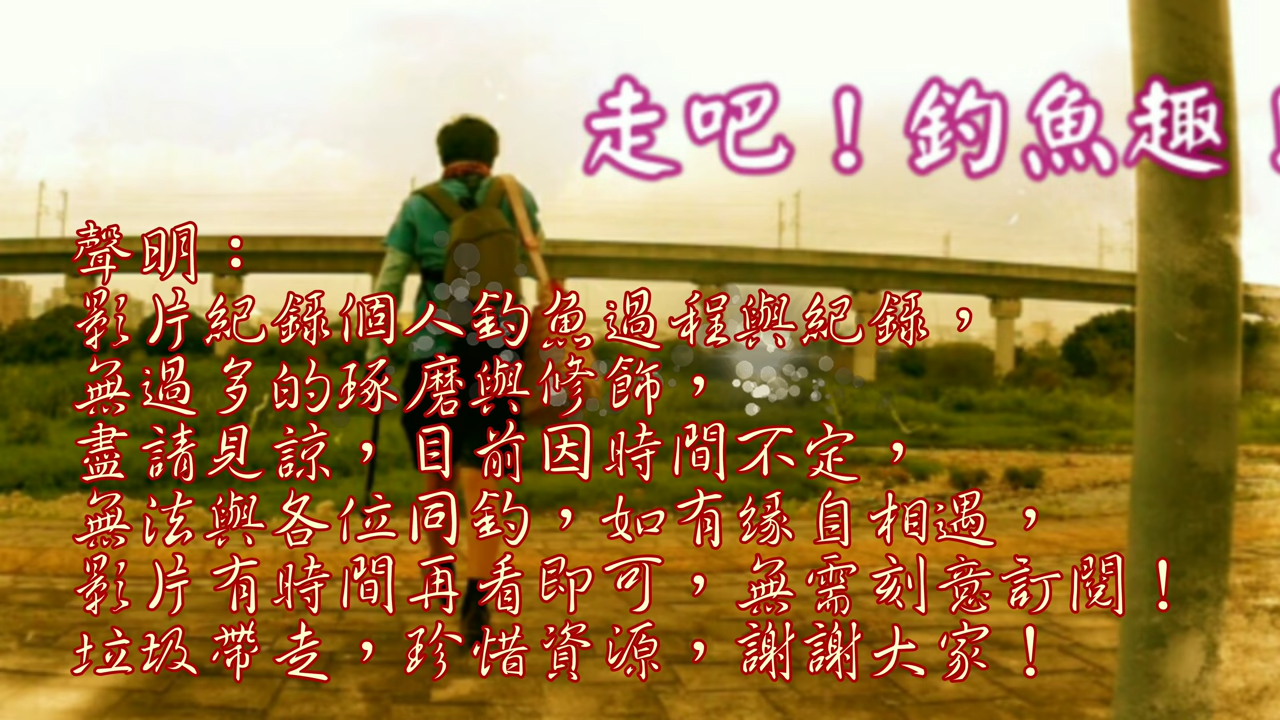 走吧！釣魚趣！
聲明：
影片紀錄個人釣魚過程與紀錄，
無過多的琢磨與修飾，
盡請見諒，目前因時間不定，
無法與各位同釣，如有緣自相遇，
影片有時間再看即可，無需刻意訂閱！
垃圾帶走，珍惜資源，謝謝大家！